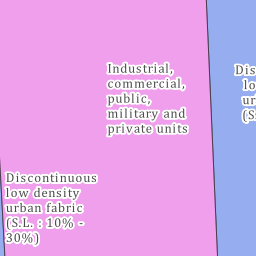 Industrial,
commercial,
public,
military and
private units
Dis
lo
ur
(S
Discontinuous
low density
urban fabric
(S.L. : 10% -
30%)